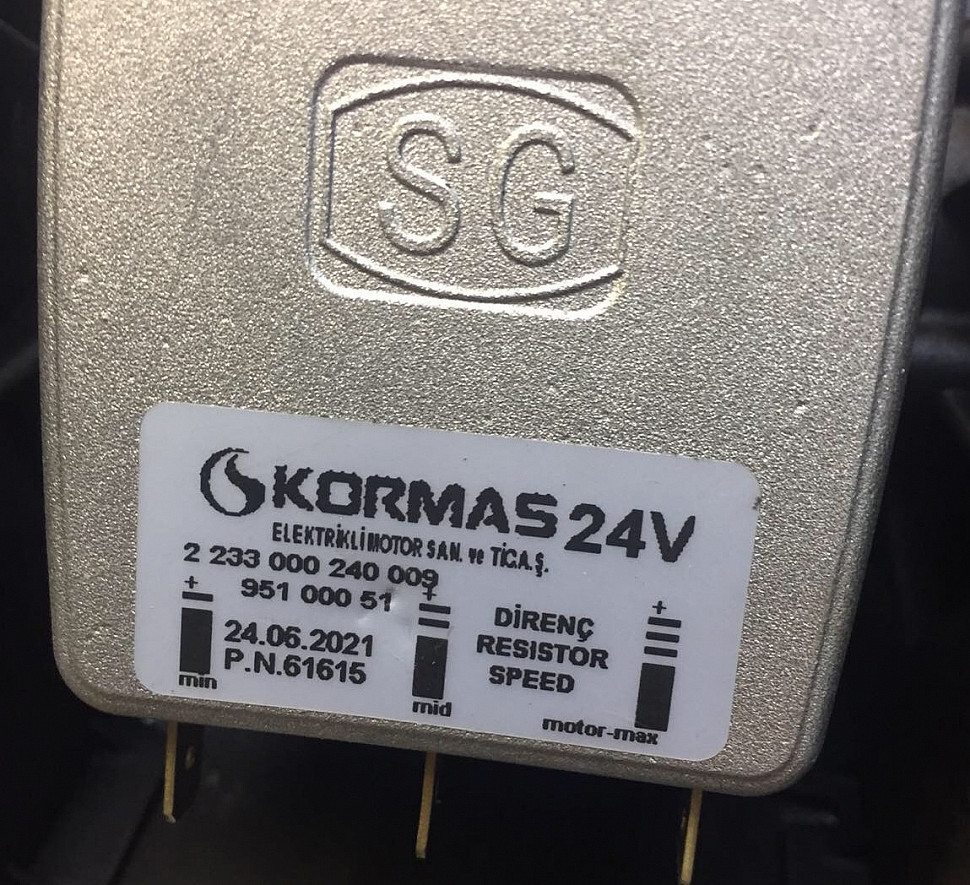 SG
KORMAS 24V
ELEKTRİKLİ MOTOR SAN. ve TİC.A.Ş.
2 233 000 240 009
951 000 51
24.06.2021
P.N.61615
DİRENÇ
RESISTOR
SPEED
+
min
+
mid
+
motor-max